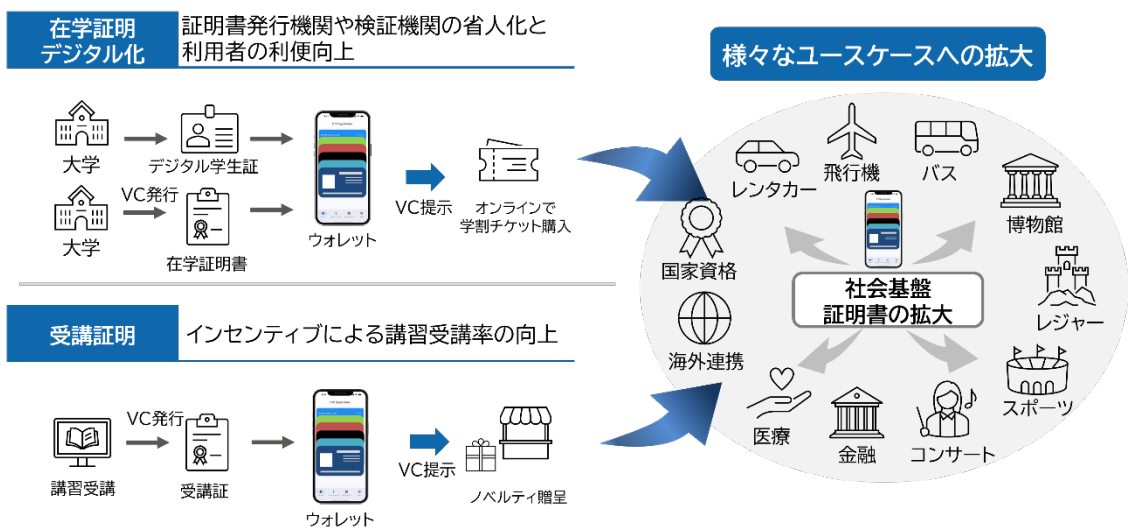 在学証明
デジタル化
証明書発行機関や検証機関の省人化と
利用者の利便向上
大学
デジタル学生証
VC発行
大学
在学証明書
ウォレット
VC提示
オンラインで
学割チケット購入
受講証明
インセンティブによる講習受講率の向上
講習受講
VC発行
受講証
ウォレット
VC提示
ノベルティ贈呈
様々なユースケースへの拡大
レンタカー
飛行機
バス
博物館
国家資格
社会基盤
証明書の拡大
レジャー
海外連携
スポーツ
医療
金融
コンサート